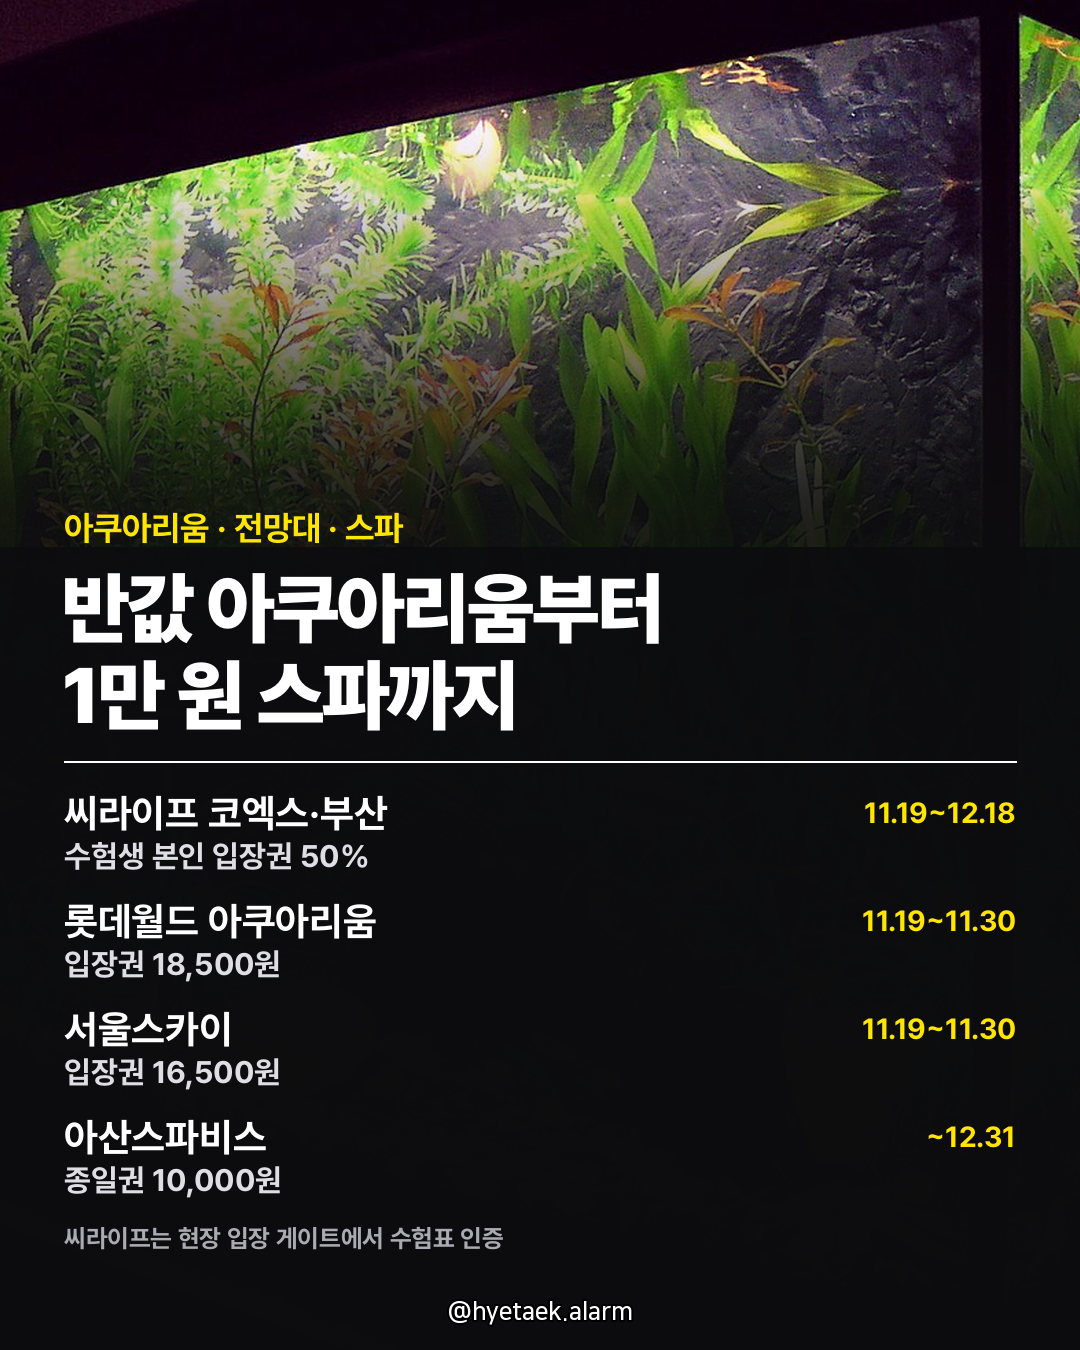 아쿠아리움 · 전망대 · 스파
반값 아쿠아리움부터
1만 원 스파까지
씨라이프 코엑스·부산
11.19~12.18
수험생 본인 입장권 50%
롯데월드 아쿠아리움
11.19~11.30
입장권 18,500원
서울스카이
11.19~11.30
입장권 16,500원
아산스파비스
~12.31
종일권 10,000원
씨라이프는 현장 입장 게이트에서 수험표 인증
@hyetaek.alarm